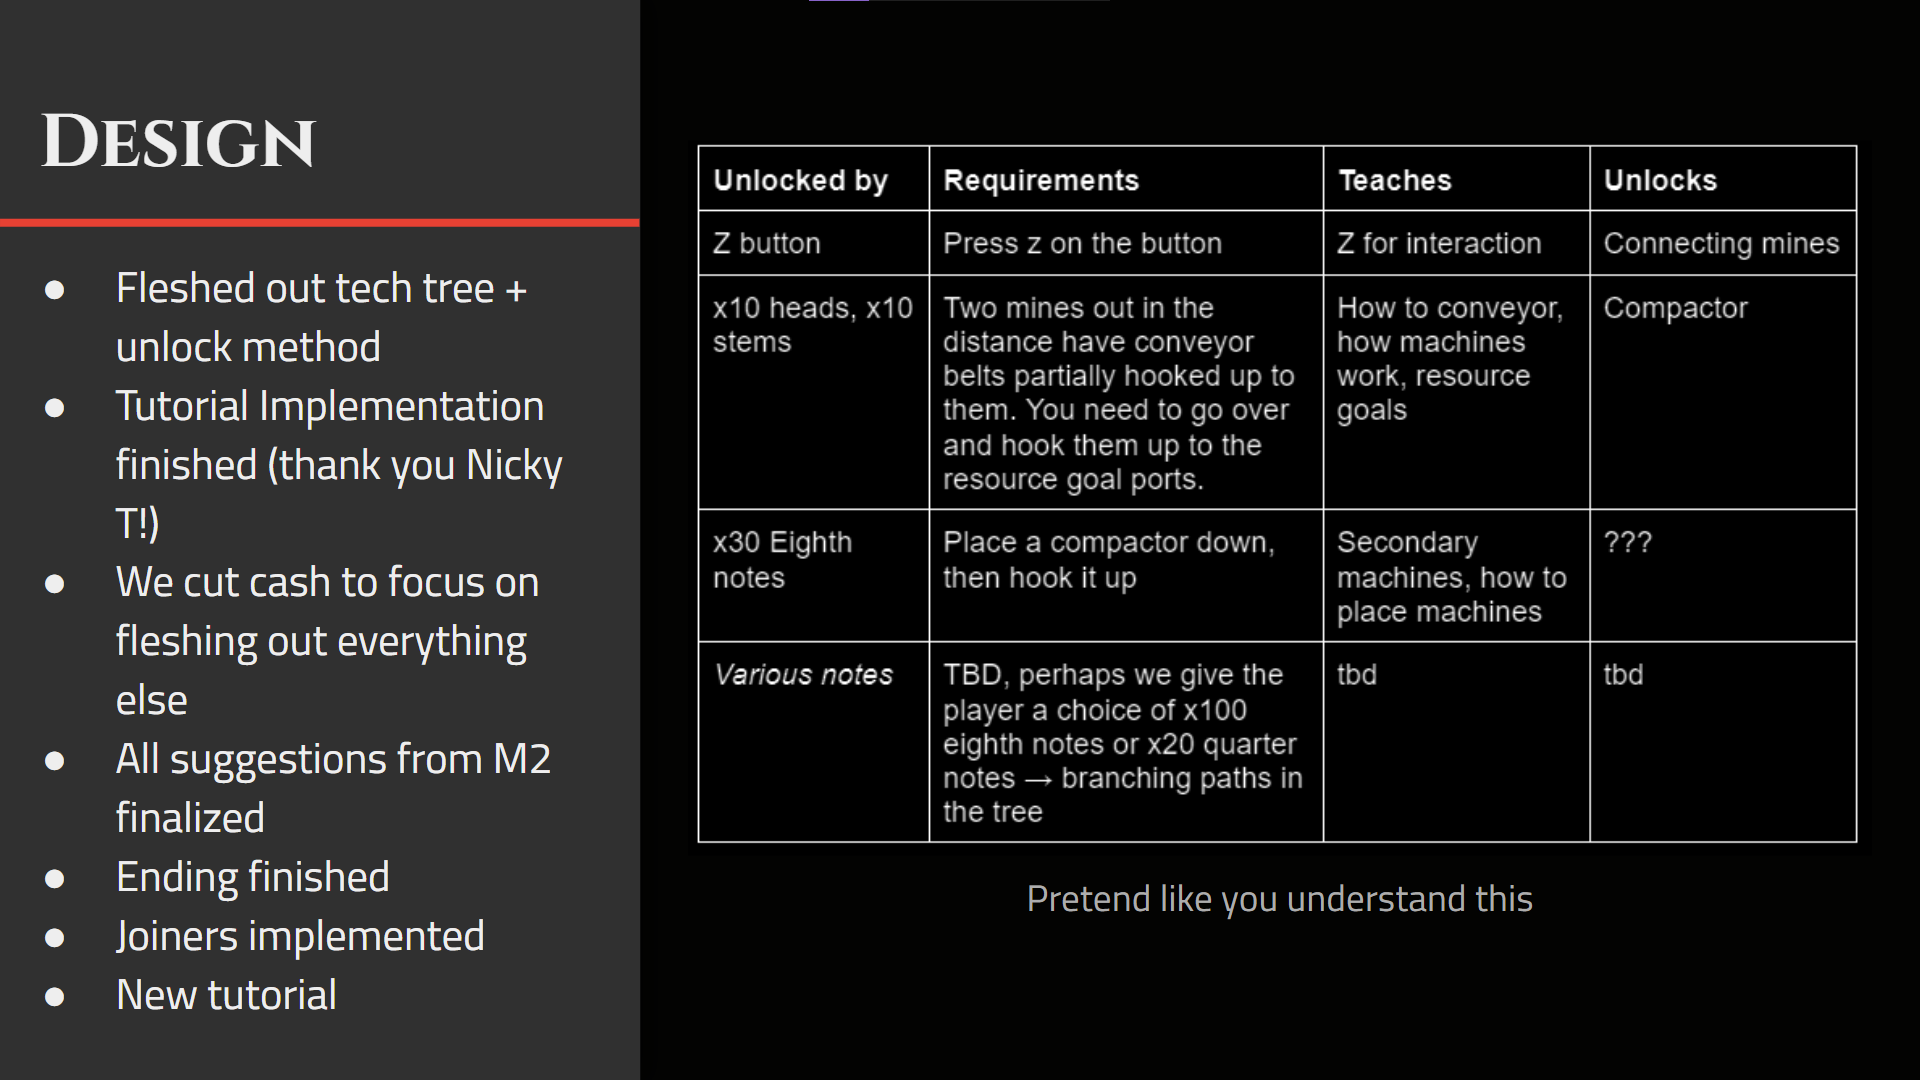 DESIGN
● Fleshed out tech tree +
unlock method
● Tutorial Implementation
finished (thank you Nicky
T!)
● We cut cash to focus on
fleshing out everything
else
● All suggestions from M2
finalized
● Ending finished
● Joiners implemented
● New tutorial
Unlocked by
Requirements
Teaches
Unlocks
Z button
Press z on the button
Z for interaction
Connecting mines
x10 heads, x10
stems
Two mines out in the
distance have conveyor
belts partially hooked up to
them. You need to go over
and hook them up to the
resource goal ports.
How to conveyor,
how machines
work, resource
goals
Compactor
x30 Eighth
notes
Place a compactor down,
then hook it up
Secondary
machines, how to
place machines
???
Various notes
TBD, perhaps we give the
player a choice of x100
eighth notes or x20 quarter
notes → branching paths in
the tree
tbd
tbd
Pretend like you understand this